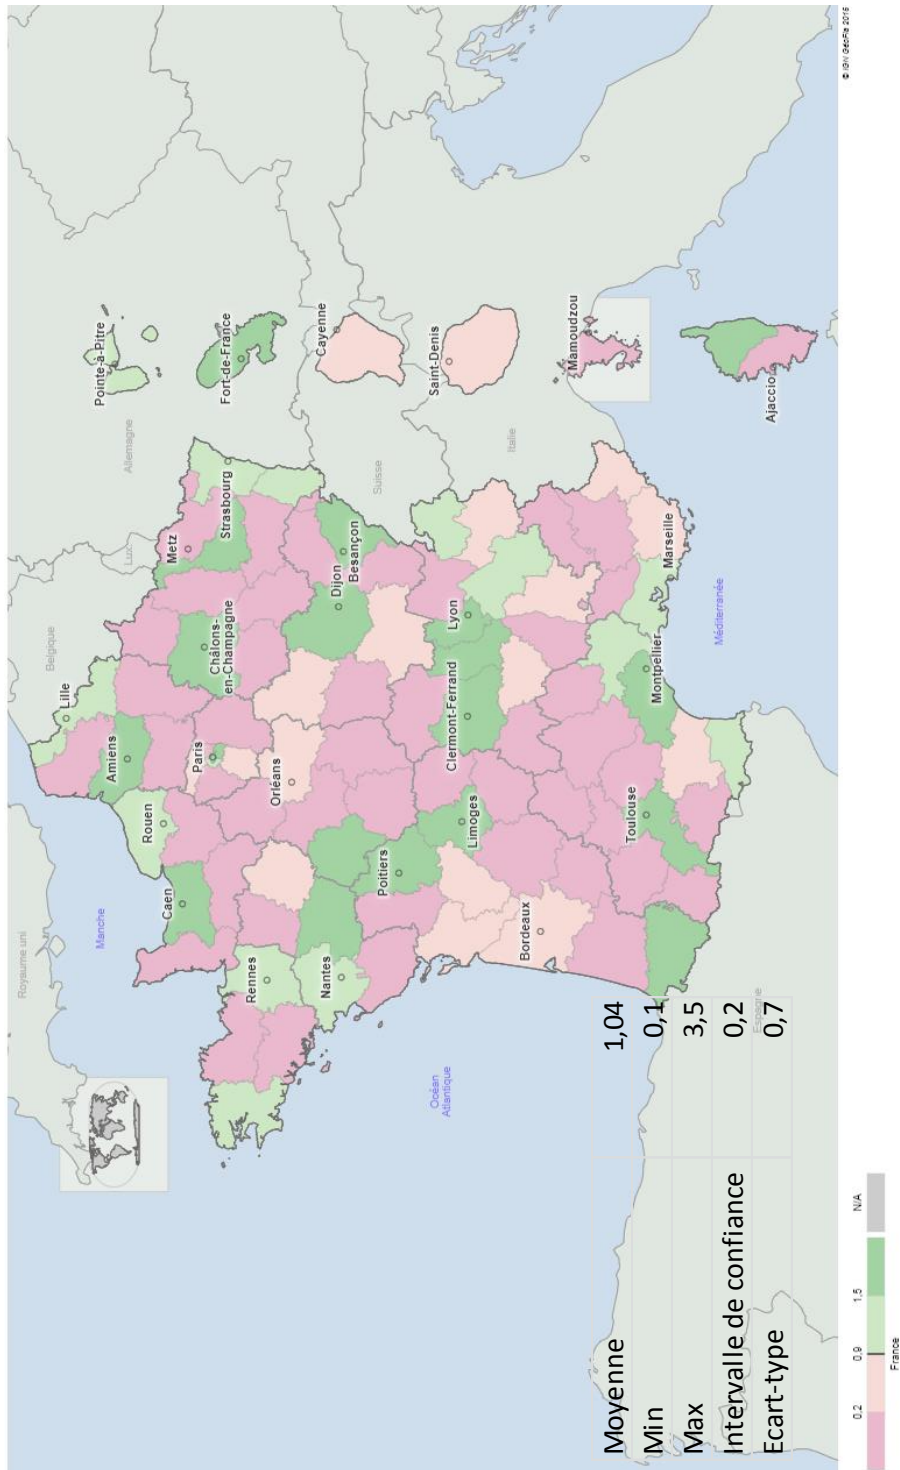 Royaume uni
Manche
Belgique
Lux.
Allemagne
Suisse
Italie
Espagne
Océan
Atlantique
Méditerranée
Lille
Amiens
Rouen
Caen
Paris
Châlons-
en-Champagne
Metz
Strasbourg
Rennes
Nantes
Orléans
Dijon
Besançon
Poitiers
Limoges
Clermont-Ferrand
Lyon
Bordeaux
Toulouse
Montpellier
Marseille
Ajaccio
Pointe-à-Pitre
Fort-de-France
Cayenne
Saint-Denis
Mamoudzou
Moyenne 1,04
Min 0,1
Max 3,5
Intervalle de confiance 0,2
Ecart-type 0,7
0,2 0,9 1,5 N/A
France
© IGN GéoFla 2015